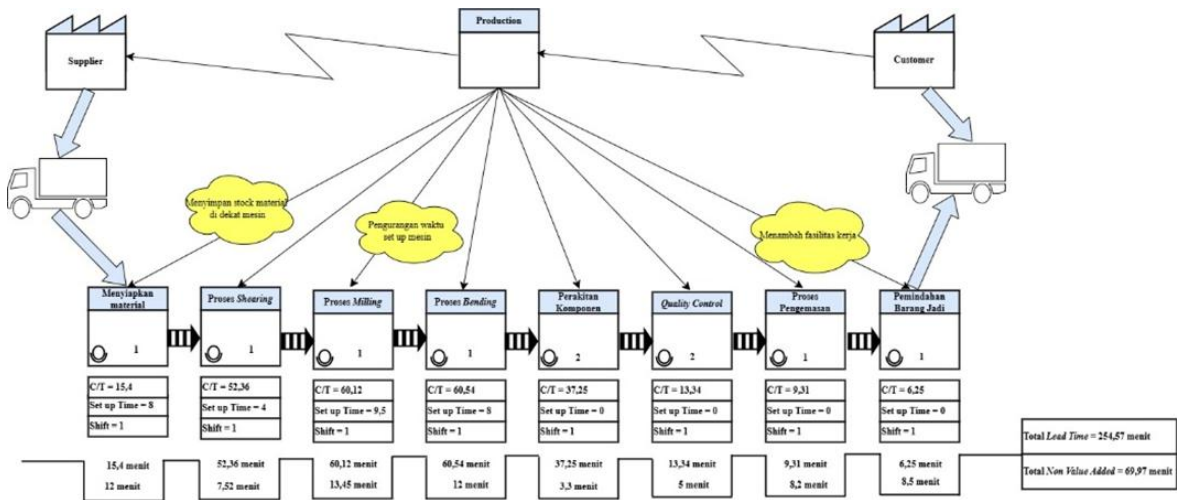 Production
Supplier
Customer
Menyimpan stock material
di dekat mesin
Pengurangan waktu
set up mesin
Menambah fasilitas kerja
Menyiapkan
material
1
Proses Shearing
1
Proses Milling
1
Proses Bending
1
Perakitan
Komponen
2
Quality Control
2
Proses
Pengemasan
1
Pemindahan
Barang Jadi
1
C/T = 15,4
Set up Time = 8
Shift = 1
C/T = 52,36
Set up Time = 4
Shift = 1
C/T = 60,12
Set up Time = 9,5
Shift = 1
C/T = 60,54
Set up Time = 8
Shift = 1
C/T = 37,25
Set up Time = 0
Shift = 1
C/T = 13,34
Set up Time = 0
Shift = 1
C/T = 9,31
Set up Time = 0
Shift = 1
C/T = 6,25
Set up Time = 0
Shift = 1
15,4 menit
12 menit
52,36 menit
7,52 menit
60,12 menit
13,45 menit
60,54 menit
12 menit
37,25 menit
3,3 menit
13,34 menit
5 menit
9,31 menit
8,2 menit
6,25 menit
8,5 menit
Total Lead Time = 254,57 menit
Total Non Value Added = 69,97 menit